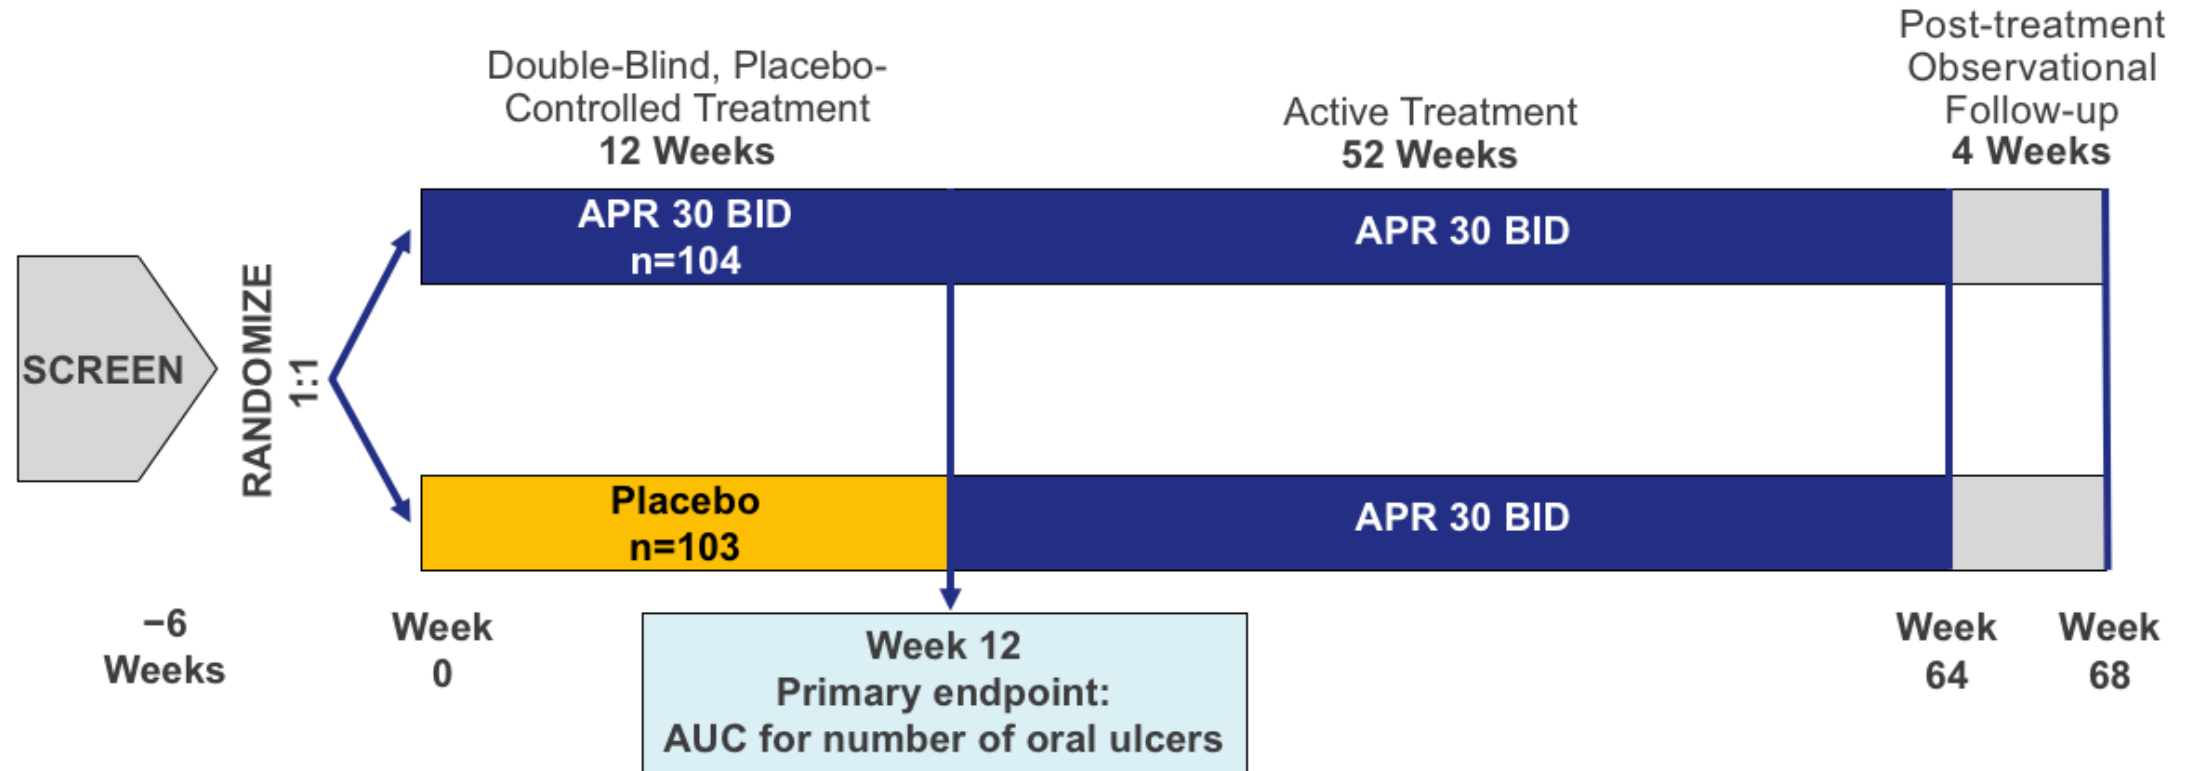 Double-Blind, Placebo-
Controlled Treatment
12 Weeks
Active Treatment
52 Weeks
Post-treatment
Observational
Follow-up
4 Weeks
SCREEN
RANDOMIZE
1:1
APR 30 BID
n=104
APR 30 BID
Placebo
n=103
APR 30 BID
−6
Weeks
Week
0
Week 12
Primary endpoint:
AUC for number of oral ulcers
Week
64
Week
68